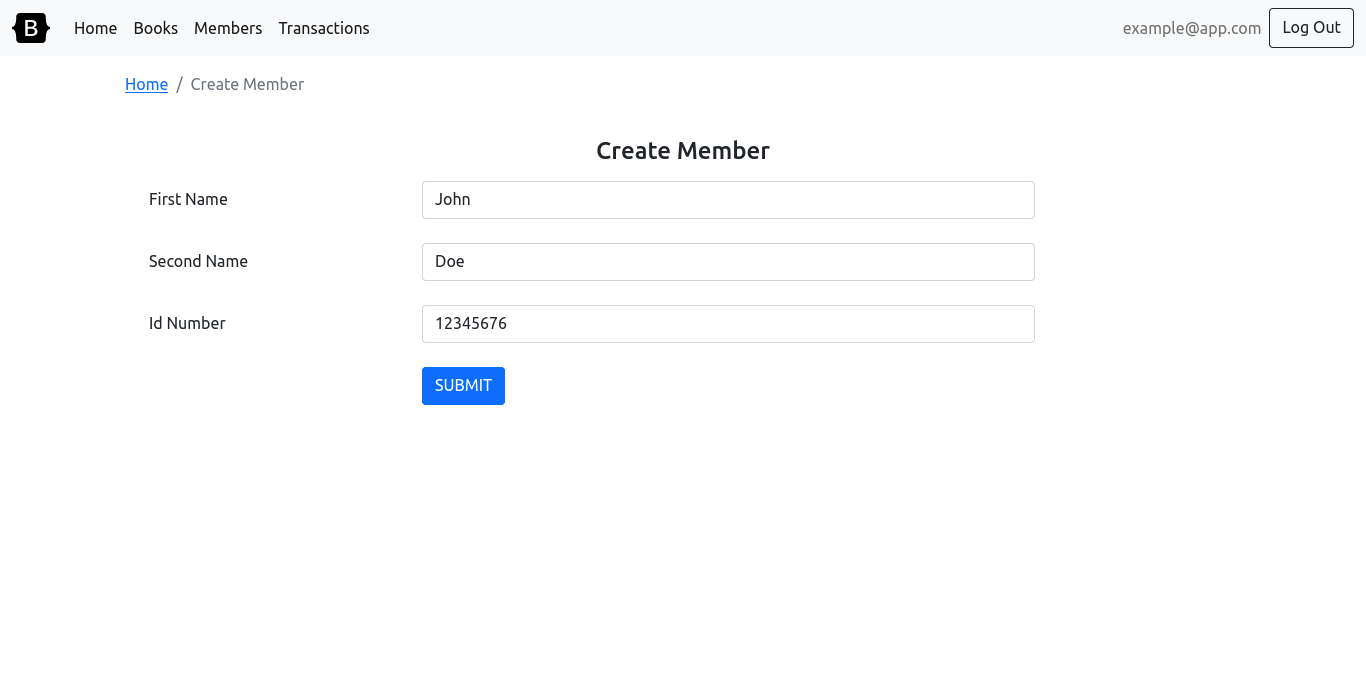 B Home Books Members Transactions example@app.com Log Out
Home / Create Member
Create Member
First Name John
Second Name Doe
Id Number 12345676
SUBMIT